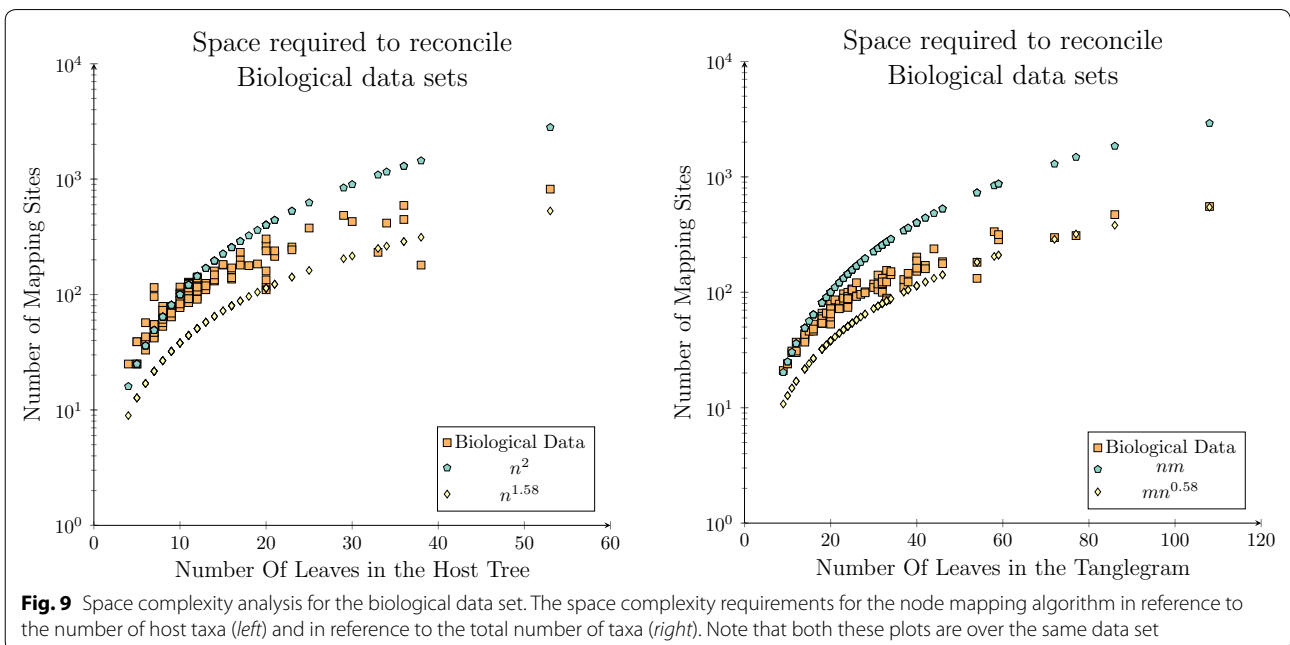 Space required to reconcile
Biological data sets
10^4
10^3
10^2
10^1
10^0
Number of Mapping Sites
0 10 20 30 40 50 60
Number Of Leaves in the Host Tree
Biological Data
n^2
n^1.58
Space required to reconcile
Biological data sets
10^4
10^3
10^2
10^1
10^0
Number of Mapping Sites
0 20 40 60 80 100 120
Number Of Leaves in the Tanglegram
Biological Data
nm
mn^0.58
Fig. 9 Space complexity analysis for the biological data set. The space complexity requirements for the node mapping algorithm in reference to
the number of host taxa (left) and in reference to the total number of taxa (right). Note that both these plots are over the same data set